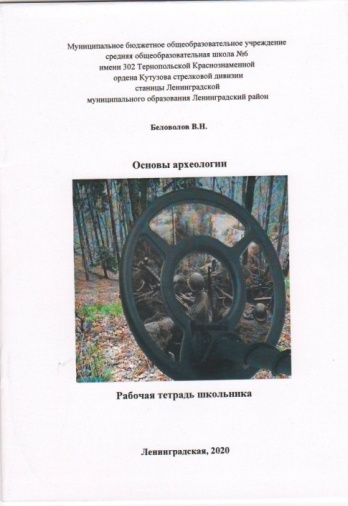 Муниципальное бюджетное общеобразовательное учреждение
средняя общеобразовательная школа №6
имени 302 Тернопольской Краснознаменной
ордена Кутузова стрелковой дивизии
станицы Ленинградской
муниципального образования Ленинградский район
Беловолов В.Н.
Основы археологии
Рабочая тетрадь школьника
Ленинградская, 2020